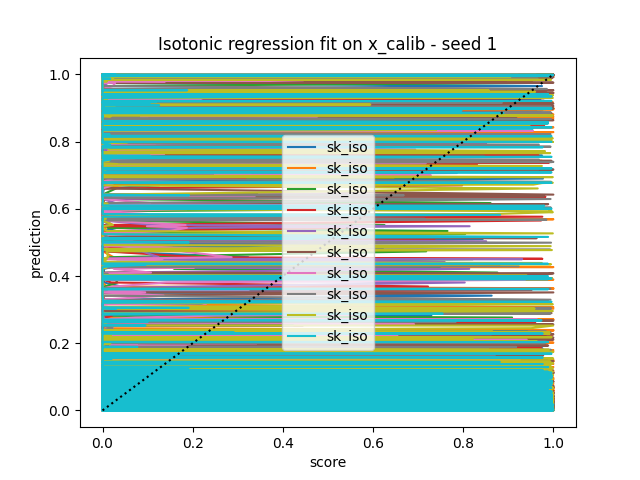 Isotonic regression fit on x_calib - seed 1
prediction
1.0
0.8
0.6
0.4
0.2
0.0
sk_iso
sk_iso
sk_iso
sk_iso
sk_iso
sk_iso
sk_iso
sk_iso
sk_iso
sk_iso
0.0 0.2 0.4 0.6 0.8 1.0
score